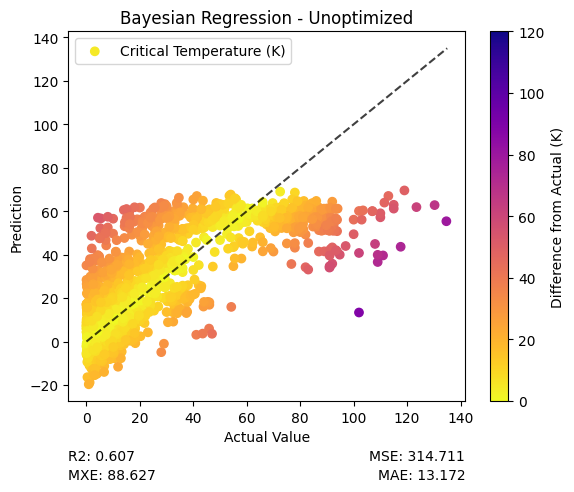 Bayesian Regression - Unoptimized
Critical Temperature (K)
Prediction
140
120
100
80
60
40
20
0
−20
0 20 40 60 80 100 120 140
Actual Value
120
100
80
60
40
20
0
Difference from Actual (K)
R2: 0.607 MSE: 314.711
MXE: 88.627 MAE: 13.172